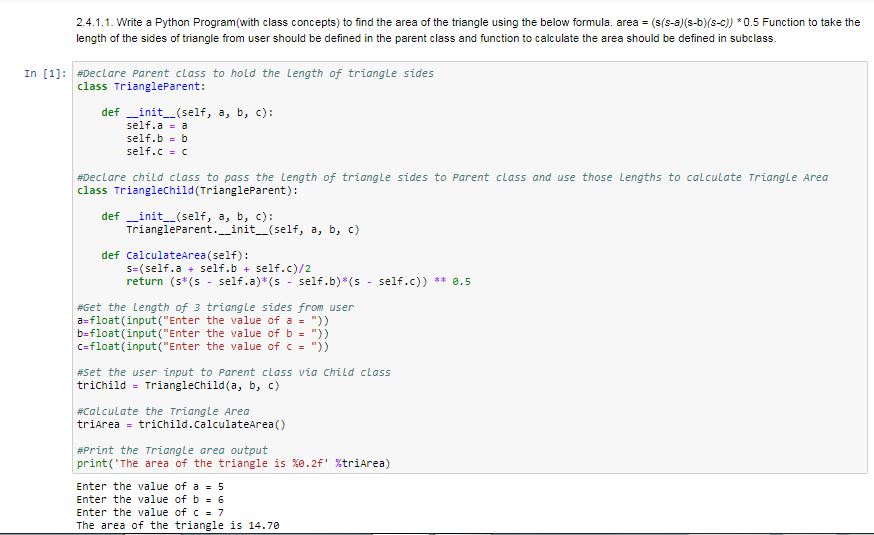 2.4.1.1. Write a Python Program(with class concepts) to find the area of the triangle using the below formula. area = (s(s-a)(s-b)(s-c)) * 0.5 Function to take the
length of the sides of triangle from user should be defined in the parent class and function to calculate the area should be defined in subclass.
In [1]: #Declare Parent class to hold the length of triangle sides
class TriangleParent:
def __init__(self, a, b, c):
self.a = a
self.b = b
self.c = c
#Declare child class to pass the length of triangle sides to Parent class and use those lengths to calculate Triangle Area
class TriangleChild(TriangleParent):
def __init__(self, a, b, c):
TriangleParent.__init__(self, a, b, c)
def CalculateArea(self):
s=(self.a + self.b + self.c)/2
return (s*(s - self.a)*(s - self.b)*(s - self.c)) ** 0.5
#Get the length of 3 triangle sides from user
a=float(input("Enter the value of a = "))
b=float(input("Enter the value of b = "))
c=float(input("Enter the value of c = "))
#Set the user input to Parent class via Child class
triChild = TriangleChild(a, b, c)
#Calculate the Triangle Area
triArea = triChild.CalculateArea()
#Print the Triangle area output
print('The area of the triangle is %0.2f' %triArea)
Enter the value of a = 5
Enter the value of b = 6
Enter the value of c = 7
The area of the triangle is 14.70